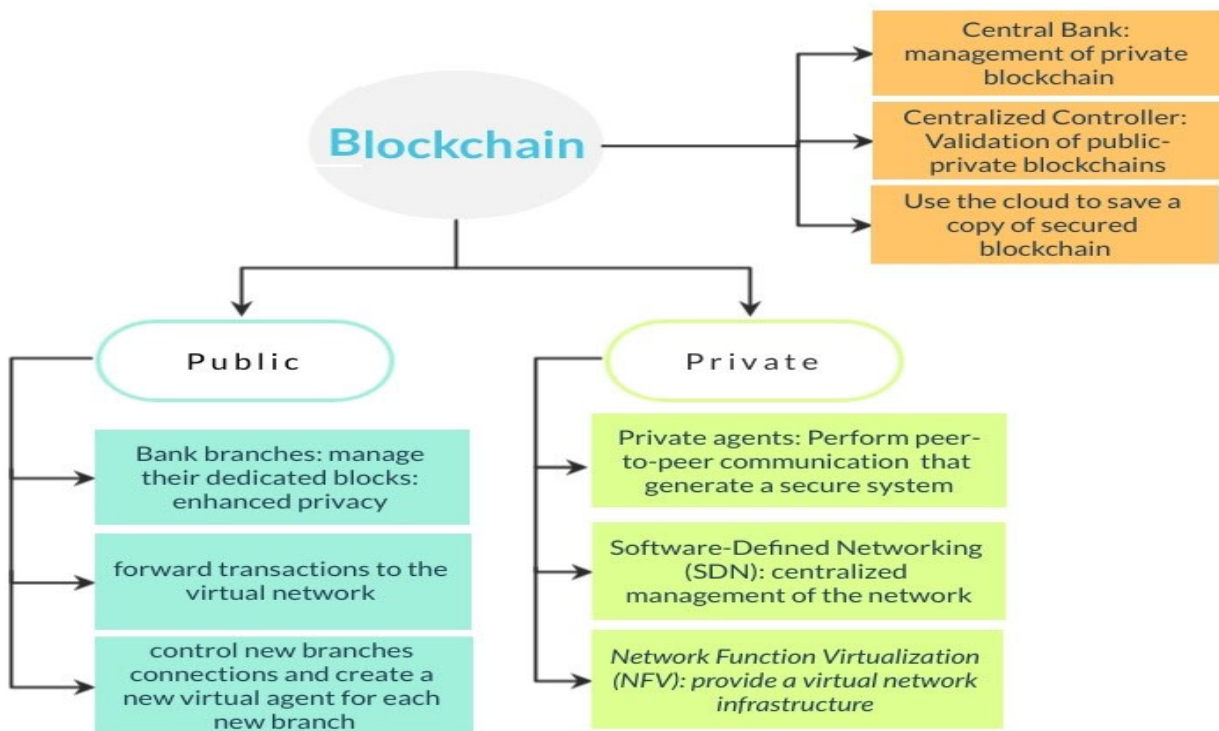 Central Bank:
management of private
blockchain
Blockchain
Centralized Controller:
Validation of public-
private blockchains
Use the cloud to save a
copy of secured
blockchain
Public
Bank branches: manage
their dedicated blocks:
enhanced privacy
forward transactions to the
virtual network
control new branches
connections and create a
new virtual agent for each
new branch
Private
Private agents: Perform peer-
to-peer communication that
generate a secure system
Software-Defined Networking
(SDN): centralized
management of the network
Network Function Virtualization
(NFV): provide a virtual network
infrastructure